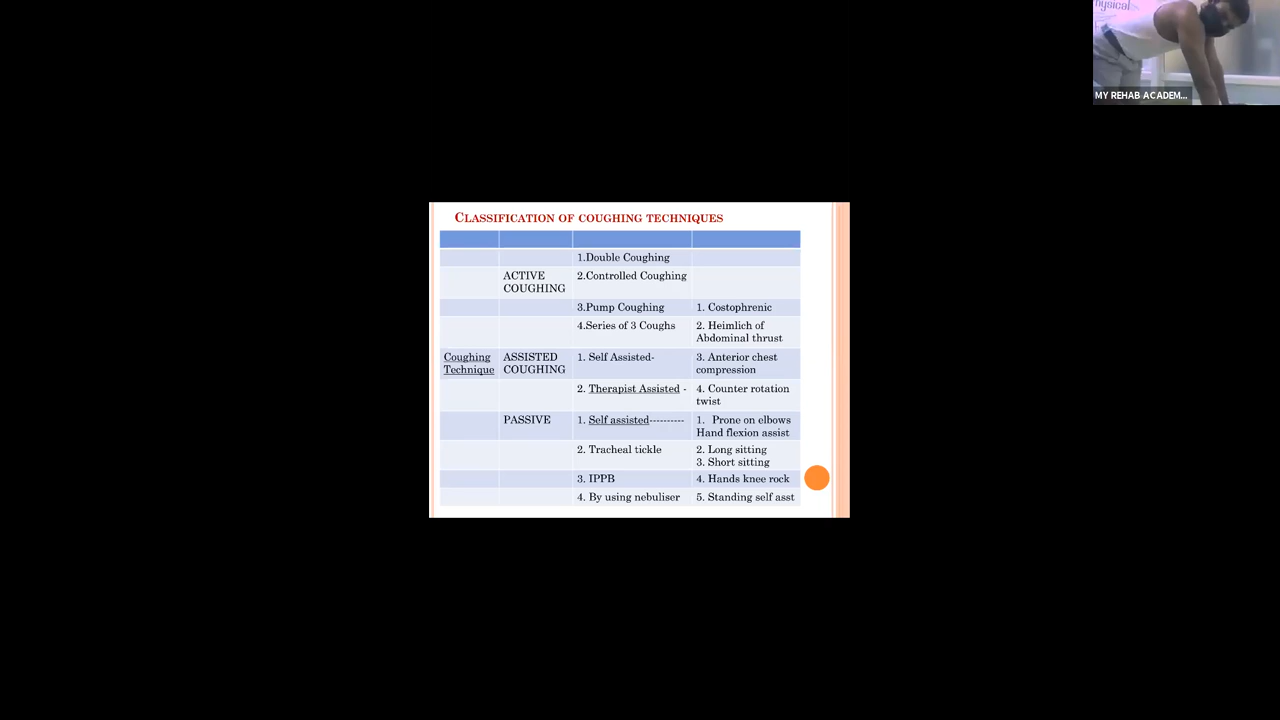 hysical
MY REHAB ACADEM...
CLASSIFICATION OF COUGHING TECHNIQUES
1.Double Coughing
ACTIVE COUGHING 2.Controlled Coughing
3.Pump Coughing 1. Costophrenic
4.Series of 3 Coughs 2. Heimlich of Abdominal thrust
Coughing Technique ASSISTED COUGHING 1. Self Assisted- 3. Anterior chest compression
2. Therapist Assisted - 4. Counter rotation twist
PASSIVE 1. Self assisted---------- 1. Prone on elbows Hand flexion assist
2. Tracheal tickle 2. Long sitting
3. Short sitting
3. IPPB 4. Hands knee rock
4. By using nebuliser 5. Standing self asst